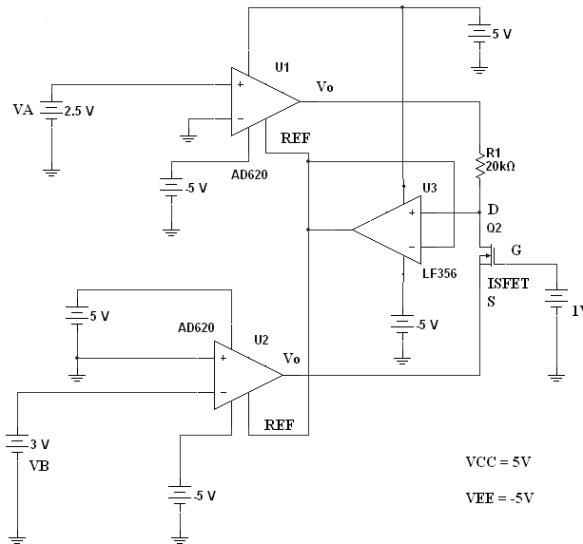 5 V
U1
Vo
VA
2.5 V
REF
R1
20kΩ
-5 V
AD620
U3
D
Q2
G
LF356
ISFET
S
5 V
AD620
U2
-5 V
1V
Vo
REF
3 V
VB
-5 V
VCC = 5V
VEE = -5V